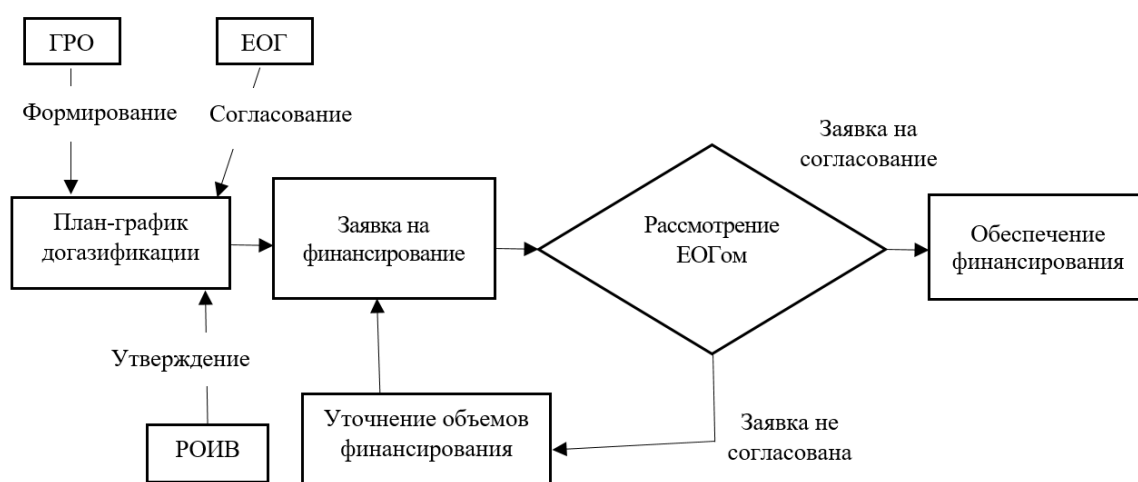 ГРО
ЕОГ
Формирование
Согласование
Заявка на
согласование
План-график
догазификации
Заявка на
финансирование
Рассмотрение
ЕОГом
Обеспечение
финансирования
Утверждение
РОИВ
Уточнение объемов
финансирования
Заявка не
согласована